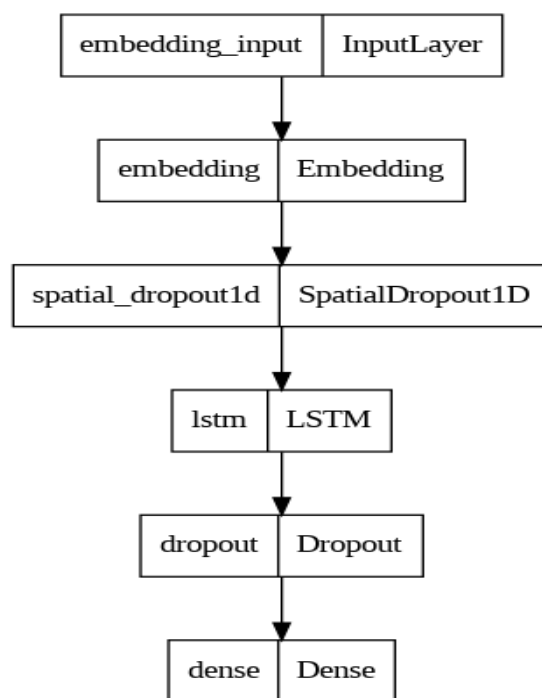 embedding_input InputLayer
embedding Embedding
spatial_dropout1d SpatialDropout1D
lstm LSTM
dropout Dropout
dense Dense